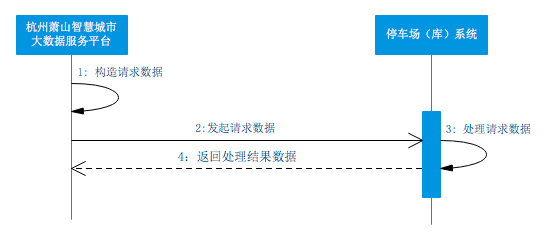 杭州萧山智慧城市
大数据服务平台
停车场（库）系统
1: 构造请求数据
2:发起请求数据
3: 处理请求数据
4: 返回处理结果数据